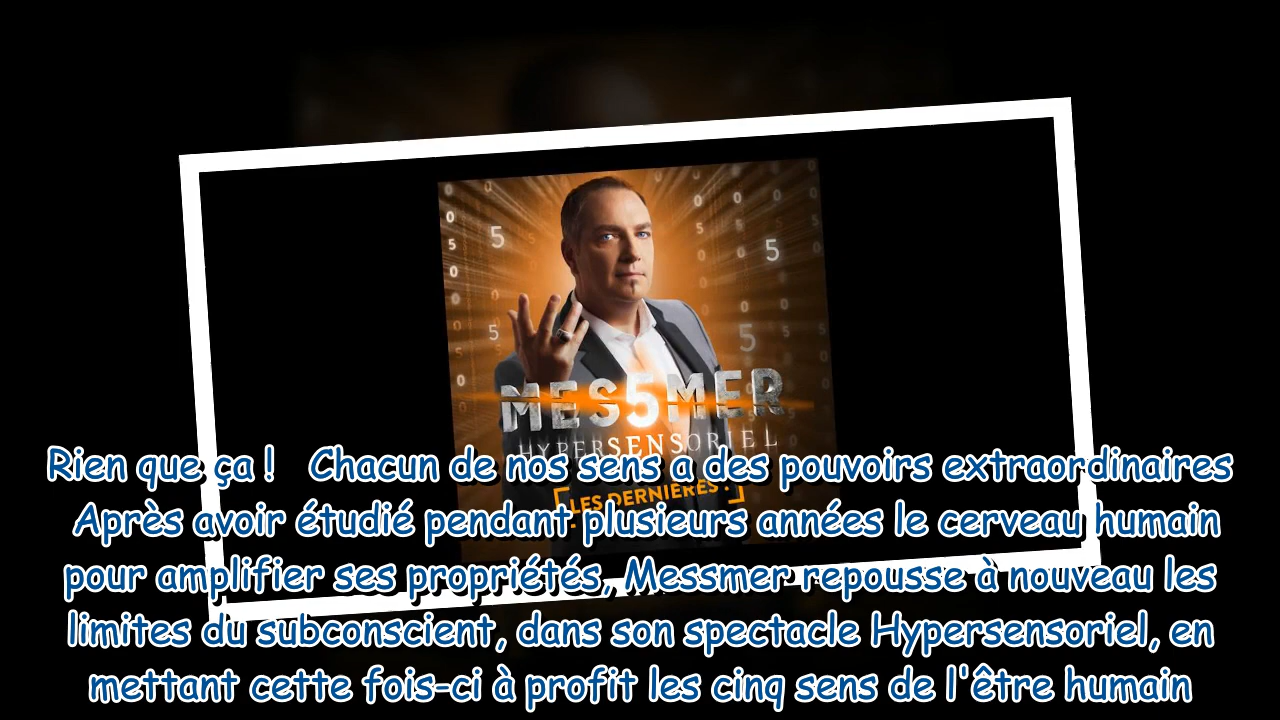 MES5MER
HYPERSENSORIEL
LES DERNIÈRES !
Rien que ça ! Chacun de nos sens a des pouvoirs extraordinaires
Après avoir étudié pendant plusieurs années le cerveau humain
pour amplifier ses propriétés, Messmer repousse à nouveau les
limites du subconscient, dans son spectacle Hypersensoriel, en
mettant cette fois-ci à profit les cinq sens de l'être humain